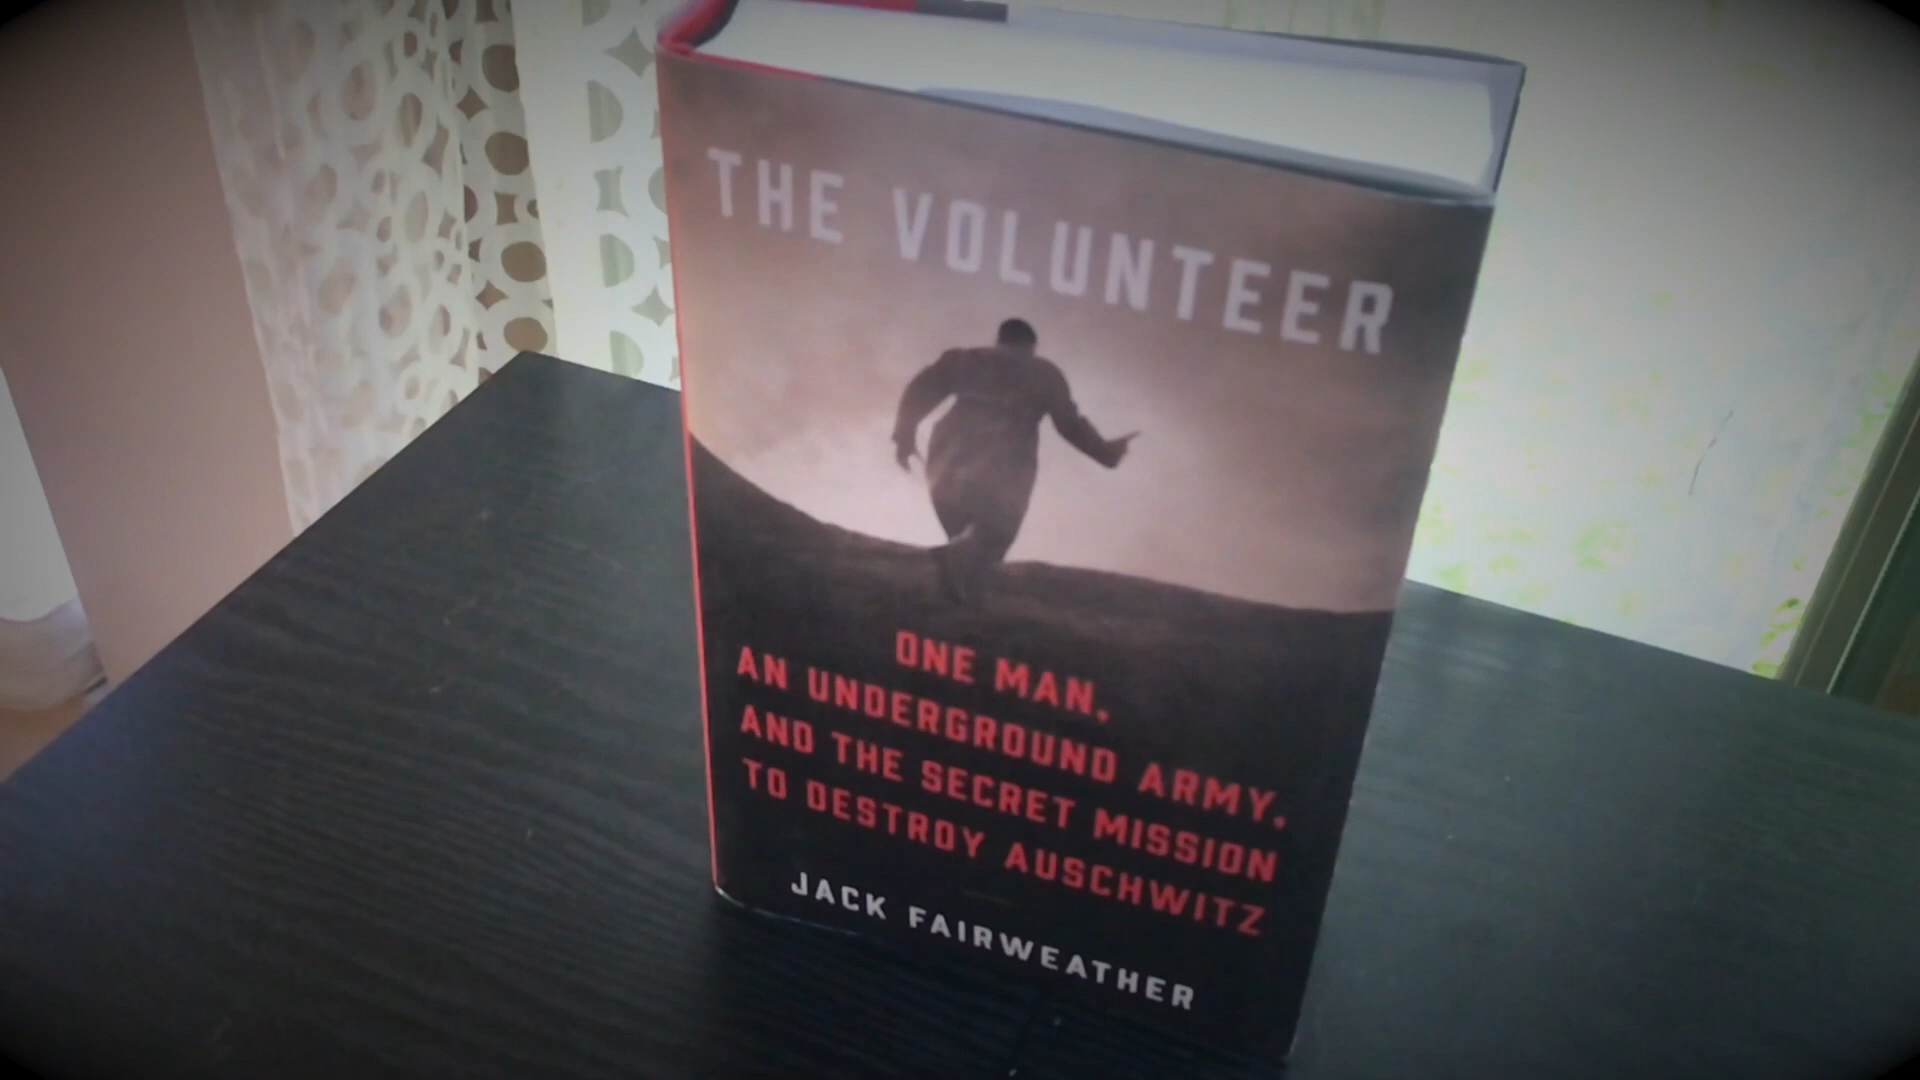 THE VOLUNTEER
ONE MAN,
AN UNDERGROUND ARMY,
AND THE SECRET MISSION
TO DESTROY AUSCHWITZ
JACK FAIRWEATHER